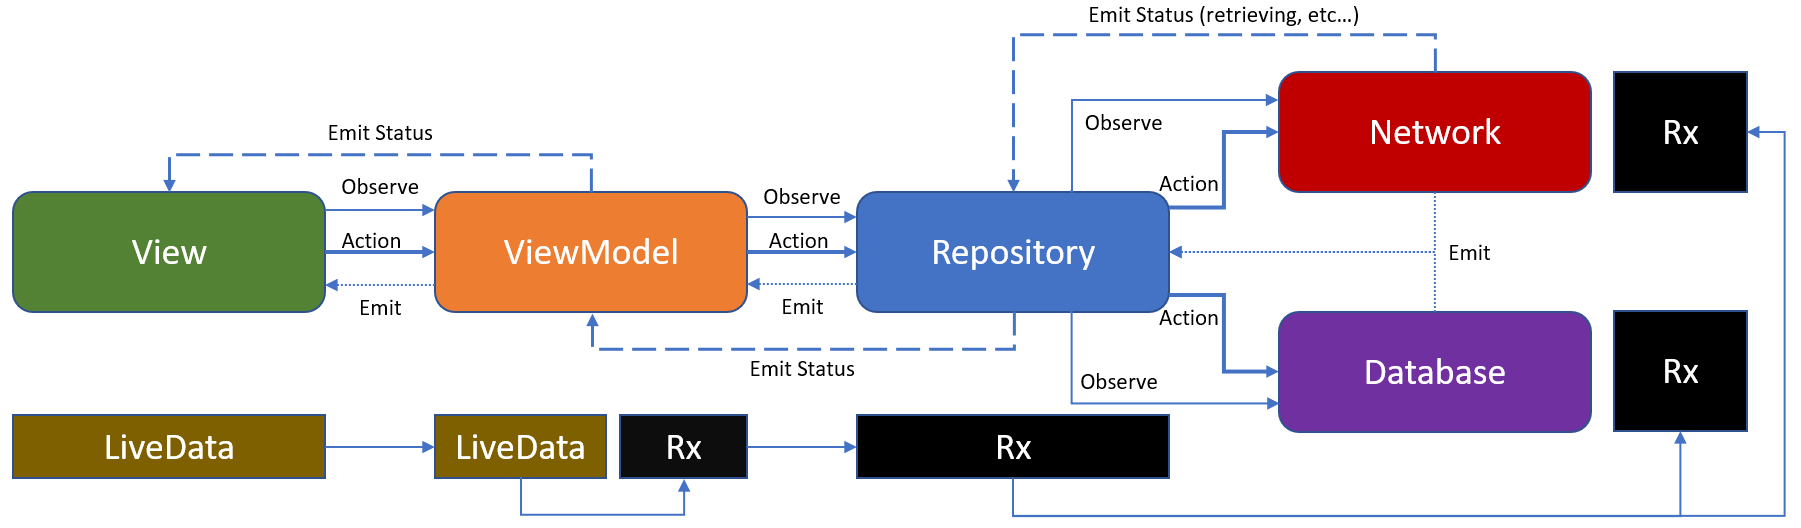 Emit Status (retrieving, etc...)
Emit Status
Observe
Network
Rx
Observe
Observe
Action
View
Action
ViewModel
Action
Repository
Emit
Emit
Emit
Action
Emit Status
Observe
Database
Rx
LiveData
LiveData
Rx
Rx